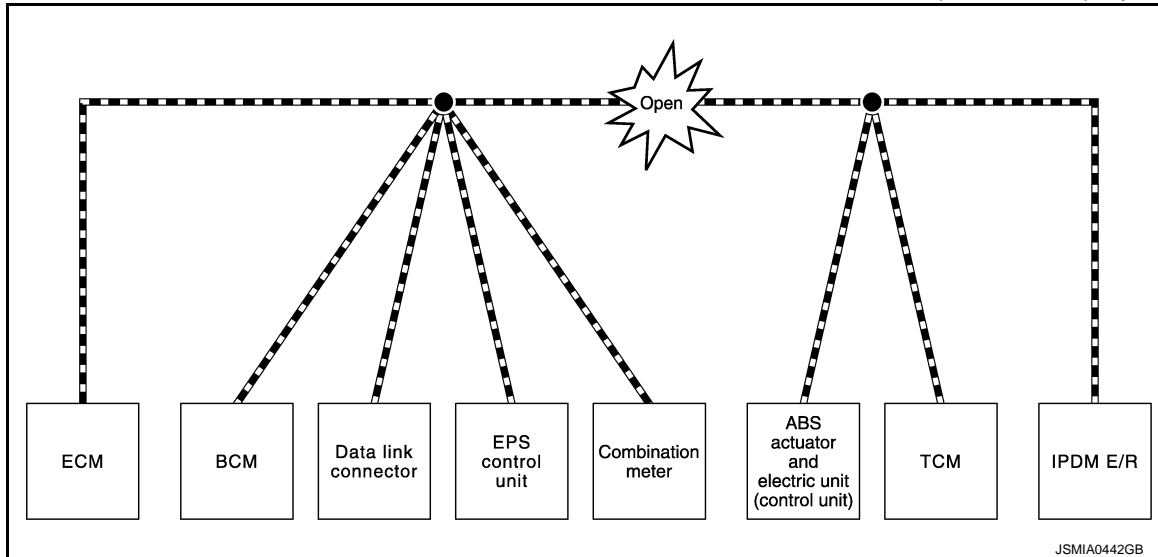 Open
ECM
BCM
Data link
connector
EPS
control
unit
Combination
meter
ABS
actuator
and
electric unit
(control unit)
TCM
IPDM E/R
JSMIA0442GB